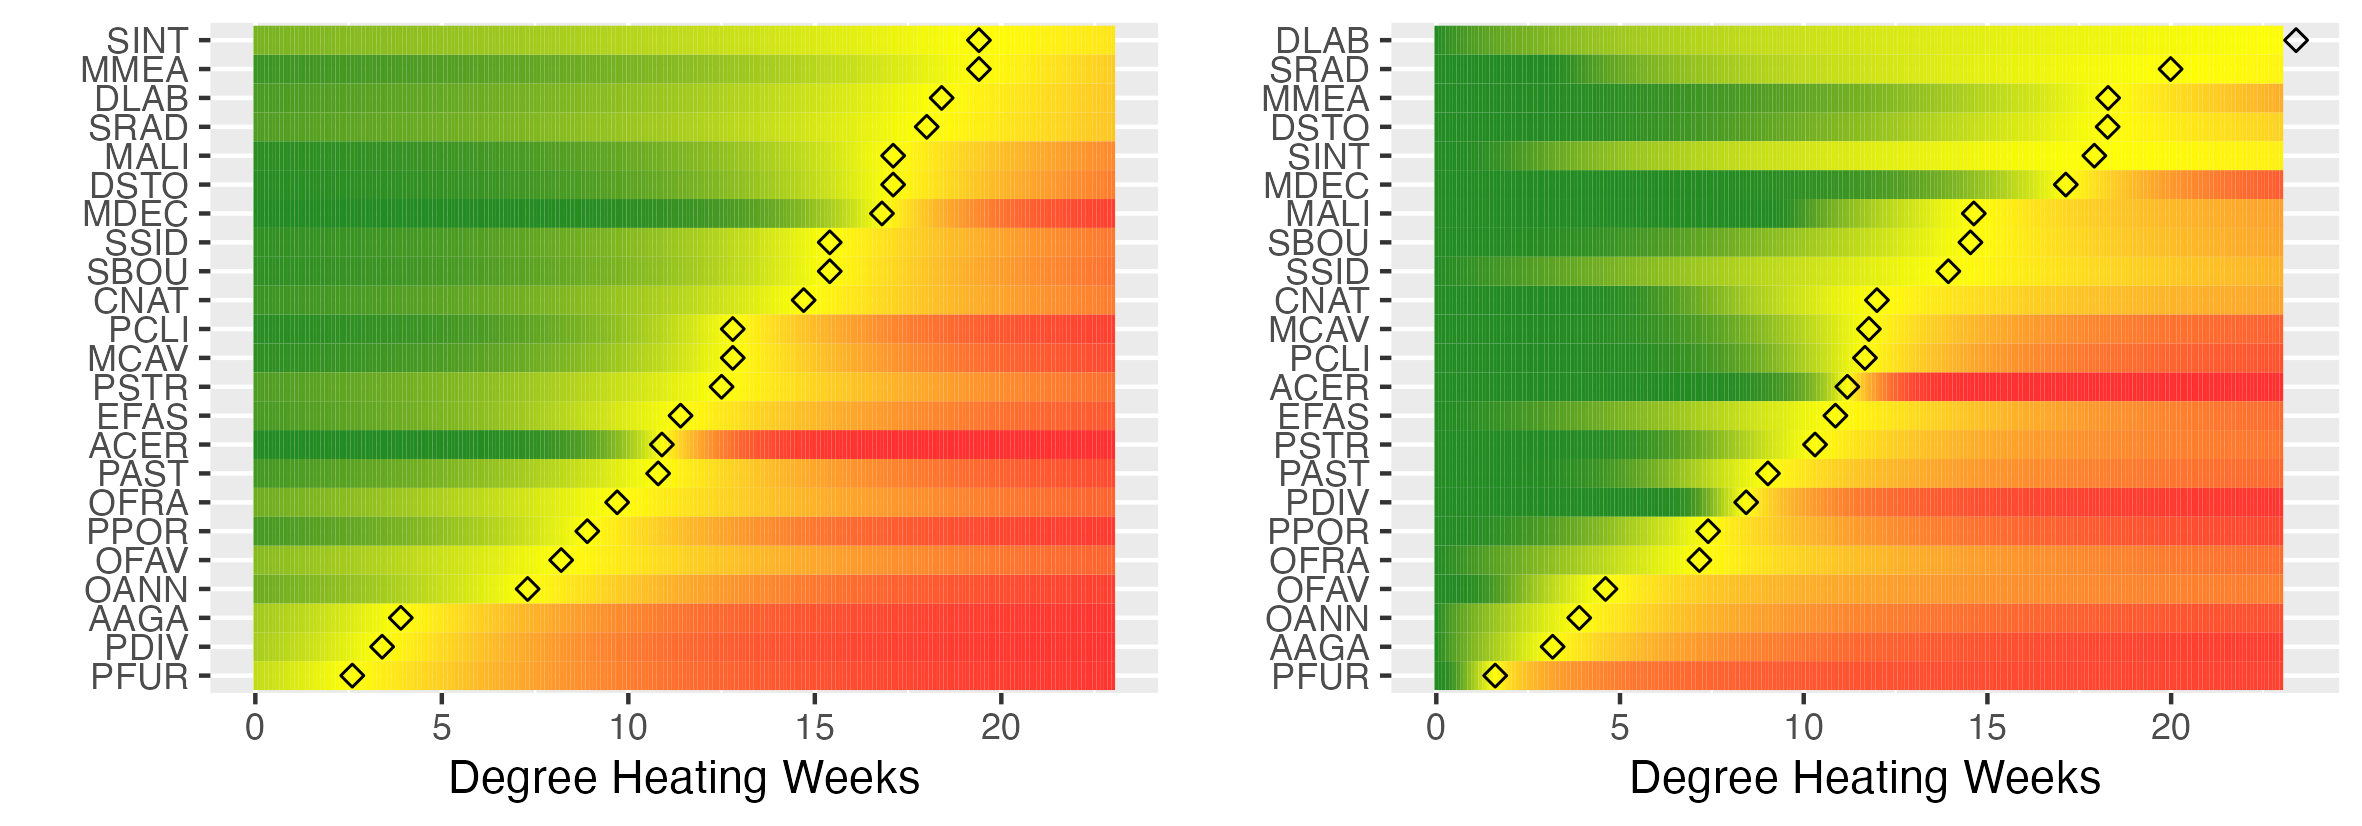 SINT
MMEA
DLAB
SRAD
MALI
DSTO
MDEC
SSID
SBOU
CNAT
PCLI
MCAV
PSTR
EFAS
ACER
PAST
OFRA
PPOR
OFAV
OANN
AAGA
PDIV
PFUR
0 5 10 15 20
Degree Heating Weeks
DLAB
SRAD
MMEA
DSTO
SINT
MDEC
MALI
SBOU
SSID
CNAT
MCAV
PCLI
ACER
EFAS
PSTR
PAST
PDIV
PPOR
OFRA
OFAV
OANN
AAGA
PFUR
0 5 10 15 20
Degree Heating Weeks